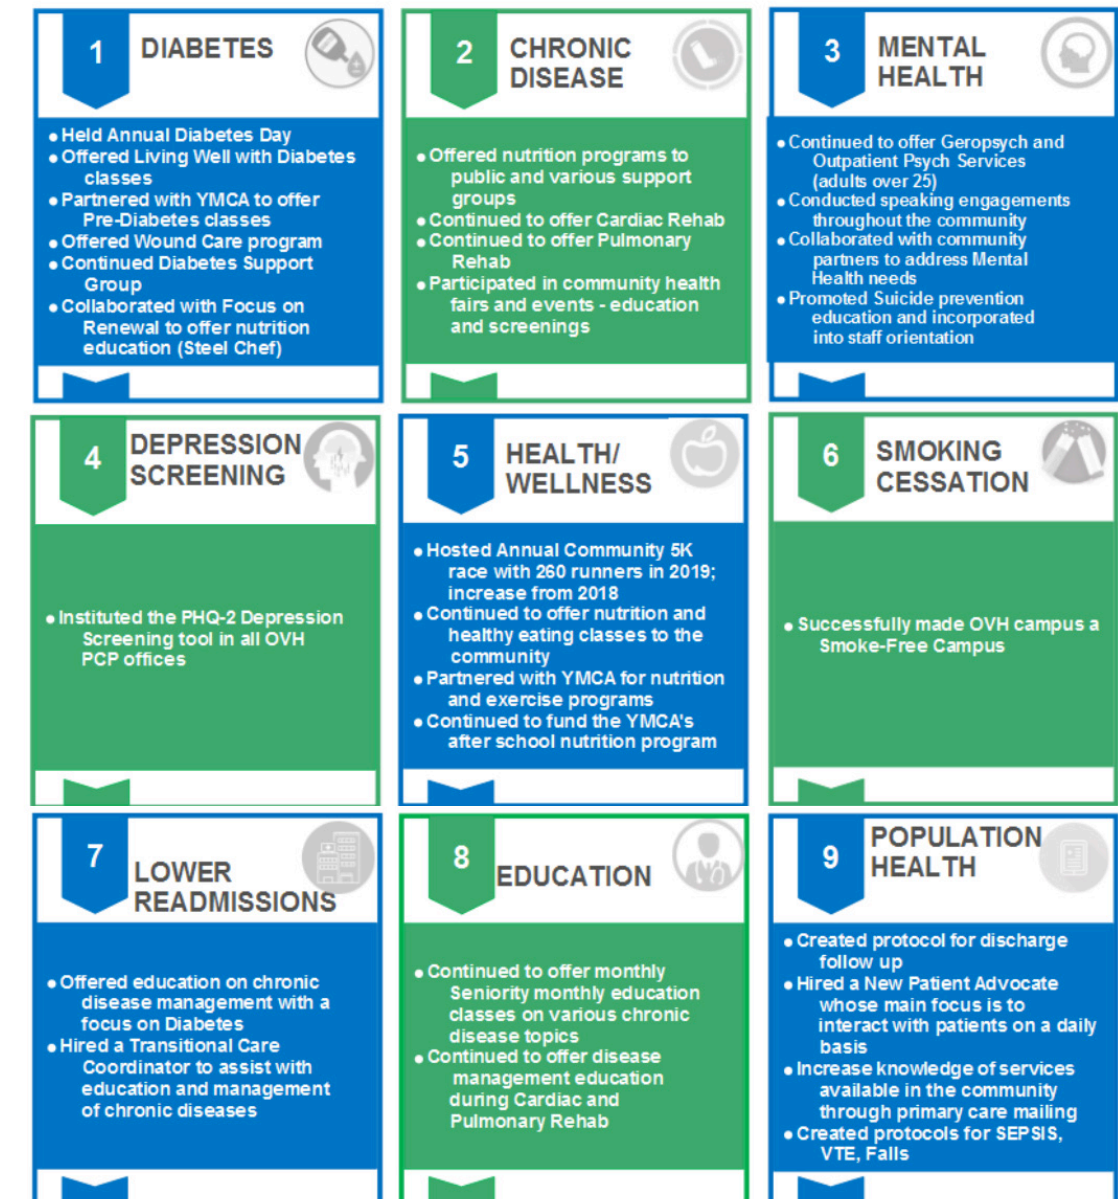 1
DIABETES
● Held Annual Diabetes Day
● Offered Living Well with Diabetes
classes
● Partnered with YMCA to offer
Pre-Diabetes classes
● Offered Wound Care program
● Continued Diabetes Support
Group
● Collaborated with Focus on
Renewal to offer nutrition
education (Steel Chef)
2
CHRONIC
DISEASE
● Offered nutrition programs to
public and various support
groups
● Continued to offer Cardiac Rehab
● Continued to offer Pulmonary
Rehab
● Participated in community health
fairs and events - education
and screenings
3
MENTAL
HEALTH
● Continued to offer Geropsych and
Outpatient Psych Services
(adults over 25)
● Conducted speaking engagements
throughout the community
● Collaborated with community
partners to address Mental
Health needs
● Promoted Suicide prevention
education and incorporated
into staff orientation
4
DEPRESSION
SCREENING
● Instituted the PHQ-2 Depression
Screening tool in all OVH
PCP offices
5
HEALTH/
WELLNESS
● Hosted Annual Community 5K
race with 260 runners in 2019;
increase from 2018
● Continued to offer nutrition and
healthy eating classes to the
community
● Partnered with YMCA for nutrition
and exercise programs
● Continued to fund the YMCA's
after school nutrition program
6
SMOKING
CESSATION
● Successfully made OVH campus a
Smoke-Free Campus
7
LOWER
READMISSIONS
● Offered education on chronic
disease management with a
focus on Diabetes
● Hired a Transitional Care
Coordinator to assist with
education and management
of chronic diseases
8
EDUCATION
● Continued to offer monthly
Seniority monthly education
classes on various chronic
disease topics
● Continued to offer disease
management education
during Cardiac and
Pulmonary Rehab
9
POPULATION
HEALTH
● Created protocol for discharge
follow up
● Hired a New Patient Advocate
whose main focus is to
interact with patients on a daily
basis
● Increase knowledge of services
available in the community
through primary care mailing
● Created protocols for SEPSIS,
VTE, Falls